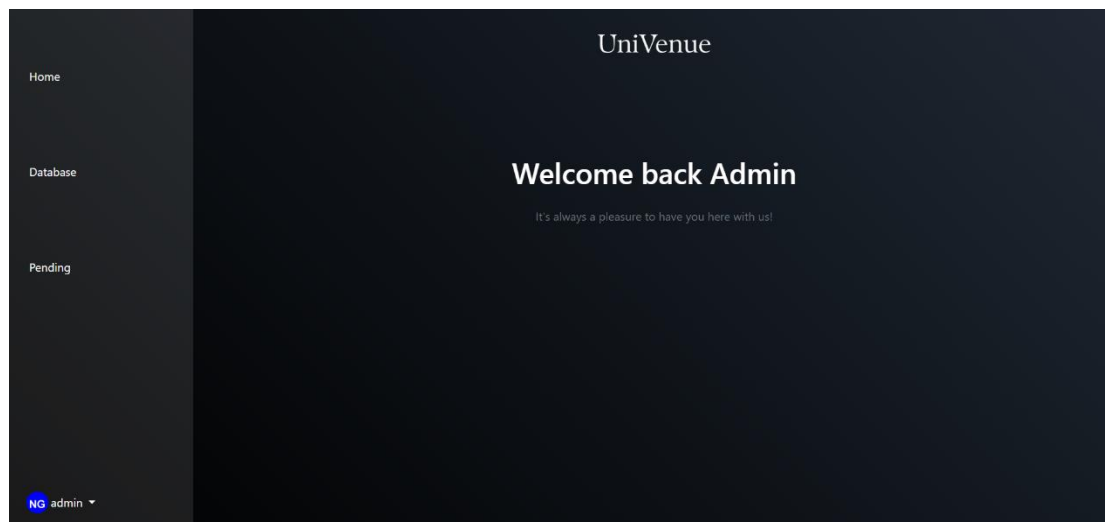 UniVenue
Home
Database
Pending
Welcome back Admin
It's always a pleasure to have you here with us!
NG admin